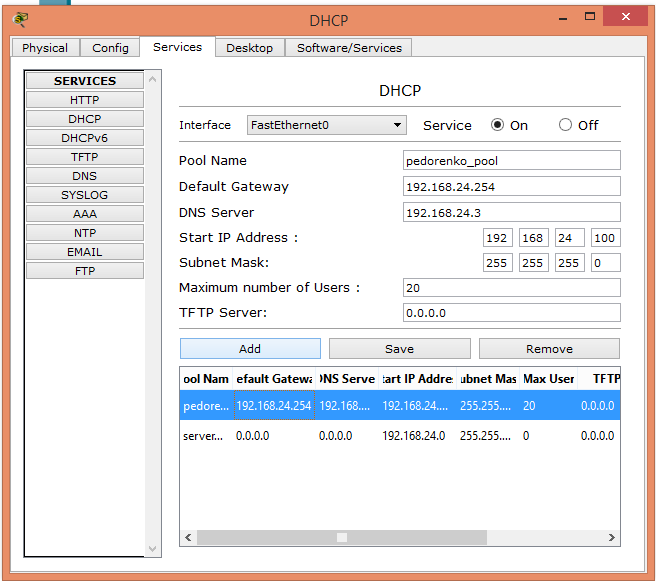 DHCP
Physical Config Services Desktop Software/Services
SERVICES
HTTP
DHCP
DHCPv6
TFTP
DNS
SYSLOG
AAA
NTP
EMAIL
FTP
DHCP
Interface FastEthernet0 Service On Off
Pool Name pedorenko_pool
Default Gateway 192.168.24.254
DNS Server 192.168.24.3
Start IP Address : 192 168 24 100
Subnet Mask: 255 255 255 0
Maximum number of Users : 20
TFTP Server: 0.0.0.0
Add Save Remove
ool Nam efault Gatewa DNS Serve tart IP Addre ubnet Mas Max User TFTP
pedore... 192.168.24.254 192.168.... 192.168.24.... 255.255.... 20 0.0.0.0
server... 0.0.0.0 0.0.0.0 192.168.24.0 255.255.... 0 0.0.0.0